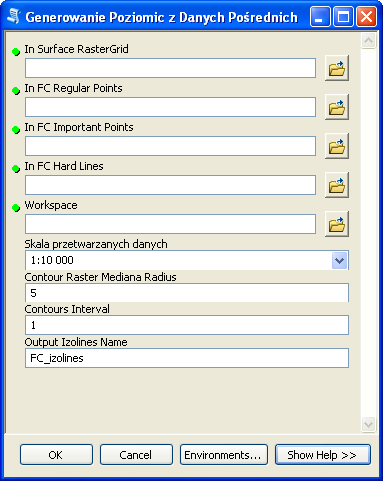 Generowanie Poziomic z Danych Pośrednich
In Surface RasterGrid
In FC Regular Points
In FC Important Points
In FC Hard Lines
Workspace
Skala przetwarzanych danych
1:10 000
Contour Raster Mediana Radius
5
Contours Interval
1
Output Izolines Name
FC_izolines
OK Cancel Environments... Show Help >>